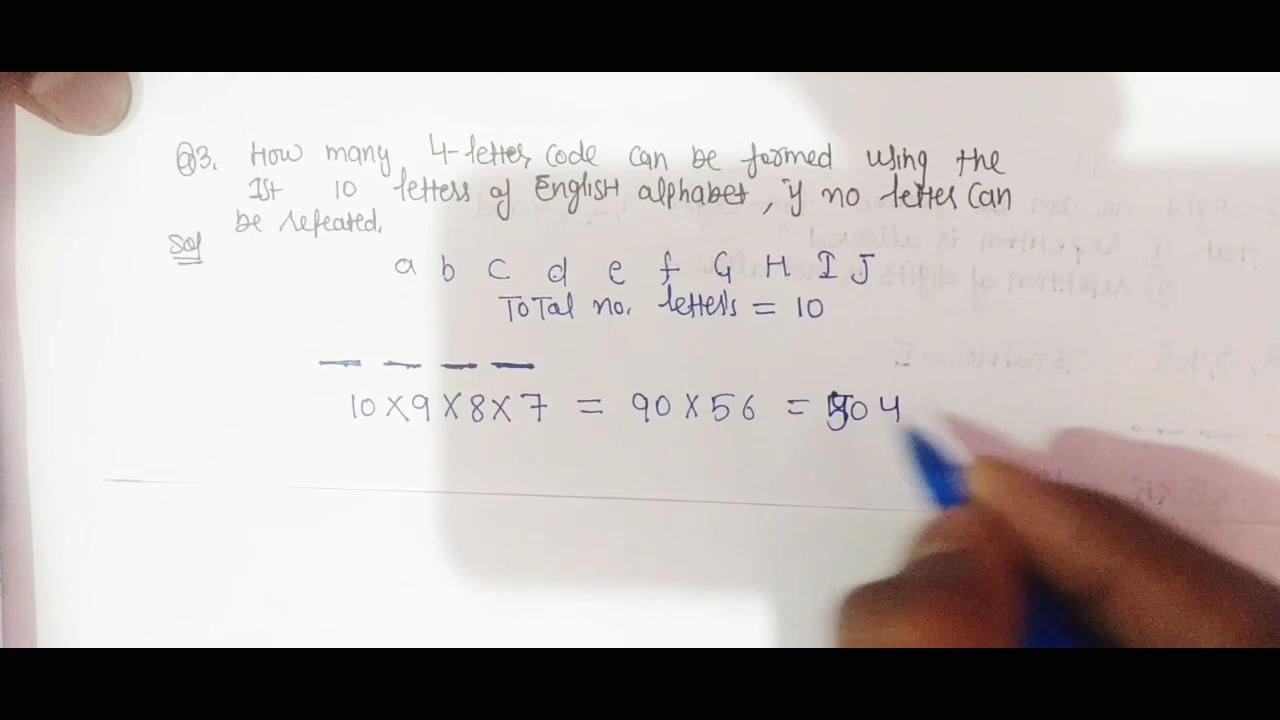 Q3. How many 4-letter code can be formed using the
Ist 10 letters of English alphabet, if no letter can
be repeated.
Sol
a b c d e f G H I J
Total no. letters = 10
10 X 9 X 8 X 7 = 90 X 56 = 504